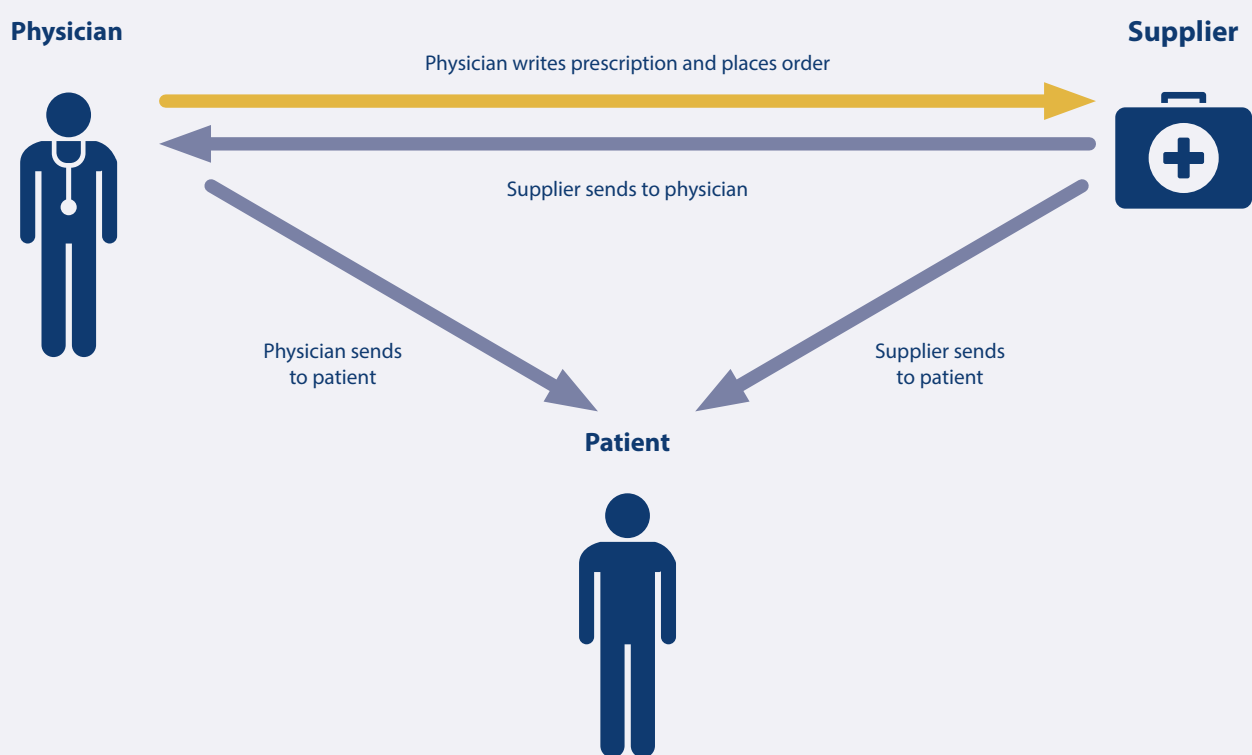 Physician
Supplier
Physician writes prescription and places order
Supplier sends to physician
Physician sends
to patient
Supplier sends
to patient
Patient